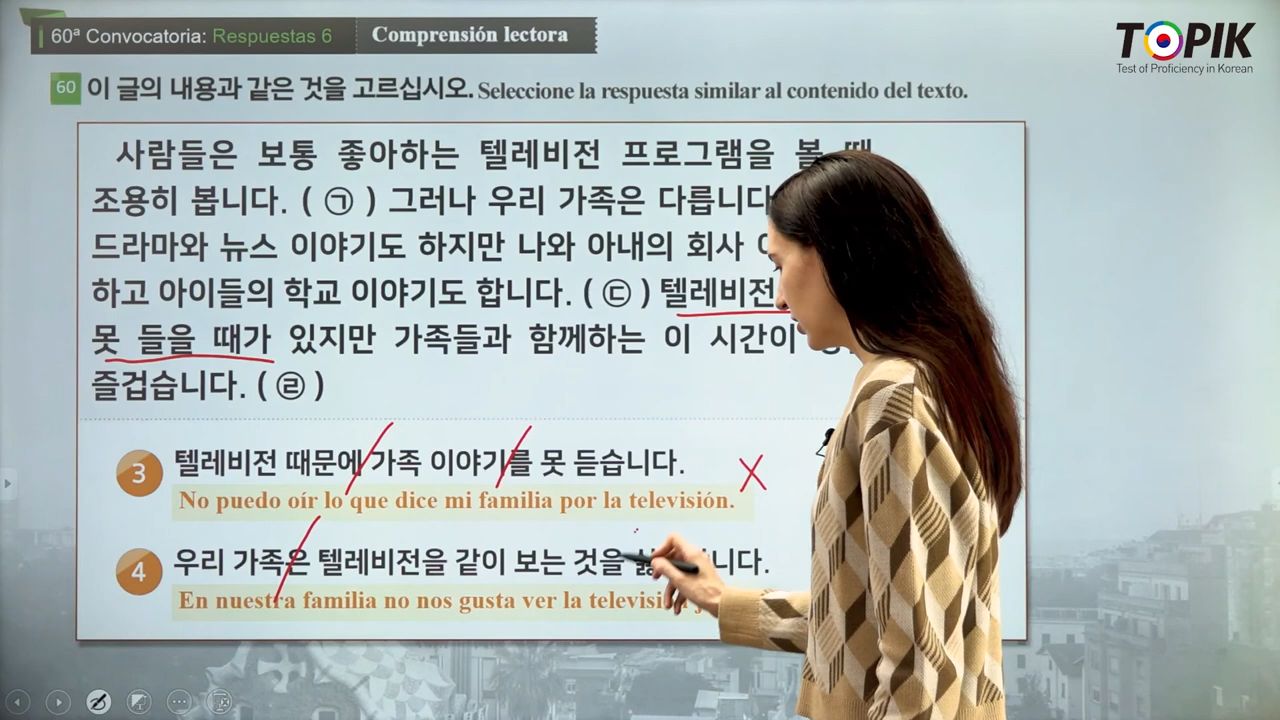 60ª Convocatoria: Respuestas 6
Comprensión lectora
TOPIK
Test of Proficiency in Korean
60 이 글의 내용과 같은 것을 고르십시오. Seleccione la respuesta similar al contenido del texto.
사람들은 보통 좋아하는 텔레비전 프로그램을 볼 때
조용히 봅니다. ( ㉠ ) 그러나 우리 가족은 다릅니다
드라마와 뉴스 이야기도 하지만 나와 아내의 회사
하고 아이들의 학교 이야기도 합니다. ( ㉢ ) 텔레비전
못 들을 때가 있지만 가족들과 함께하는 이 시간이
즐겁습니다. ( ㉣ )
3 텔레비전 때문에 가족 이야기를 못 듣습니다.
No puedo oír lo que dice mi familia por la televisión.
4 우리 가족은 텔레비전을 같이 보는 것을
En nuestra familia no nos gusta ver la